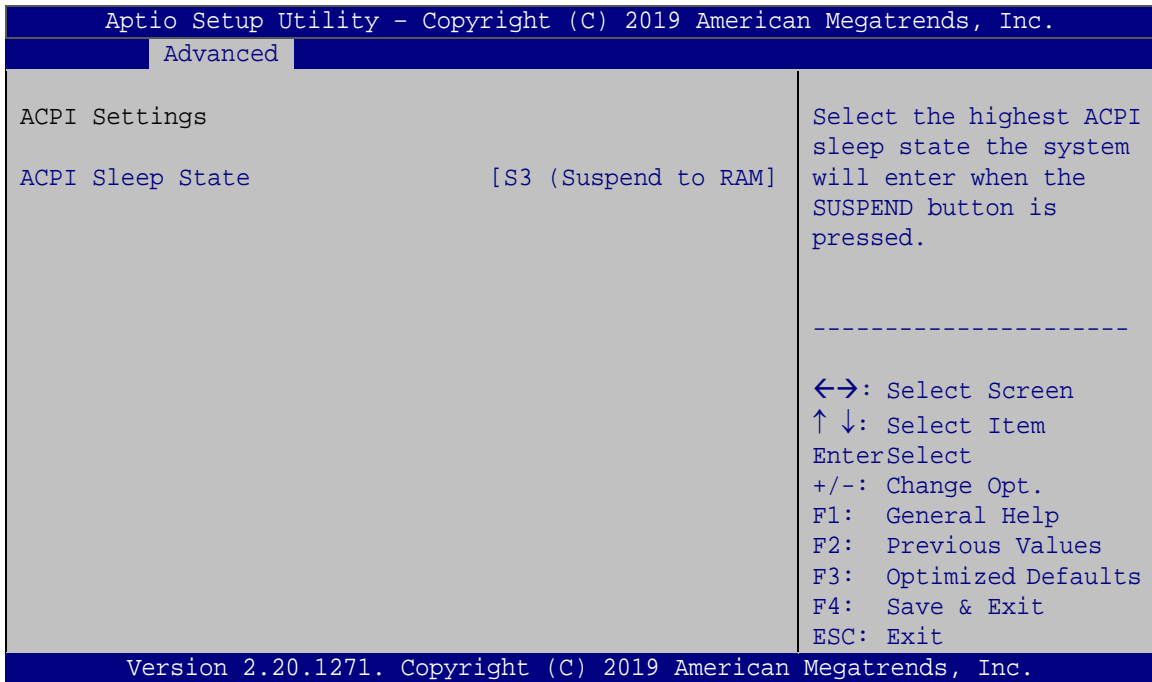 Aptio Setup Utility – Copyright (C) 2019 American Megatrends, Inc.
Advanced
ACPI Settings
ACPI Sleep State [S3 (Suspend to RAM]
Select the highest ACPI
sleep state the system
will enter when the
SUSPEND button is
pressed.
----------------------
←→: Select Screen
↑ ↓: Select Item
EnterSelect
+/-: Change Opt.
F1: General Help
F2: Previous Values
F3: Optimized Defaults
F4: Save & Exit
ESC: Exit
Version 2.20.1271. Copyright (C) 2019 American Megatrends, Inc.